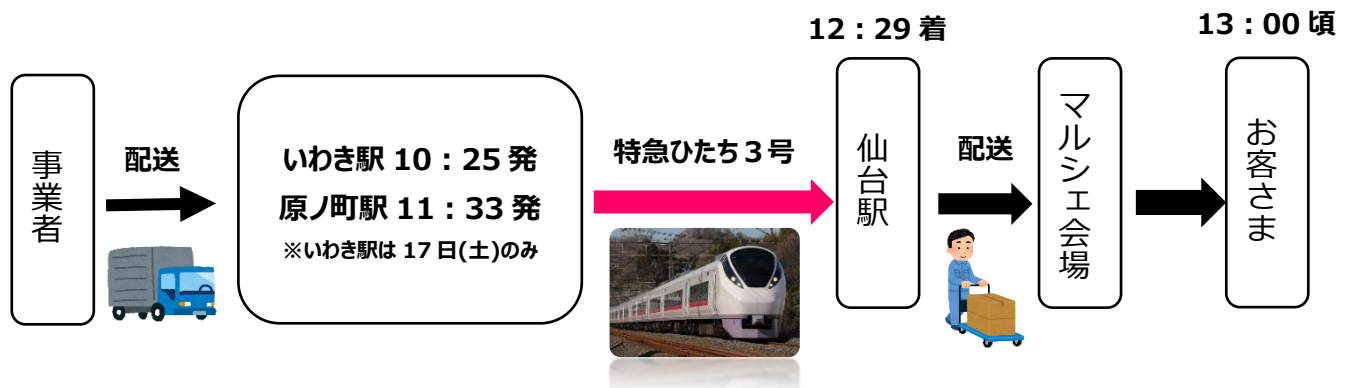 12：29 着
13：00 頃
事業者
配送
いわき駅 10：25 発
原ノ町駅 11：33 発
※いわき駅は 17 日(土)のみ
特急ひたち３号
仙台駅
配送
マルシェ会場
お客さま